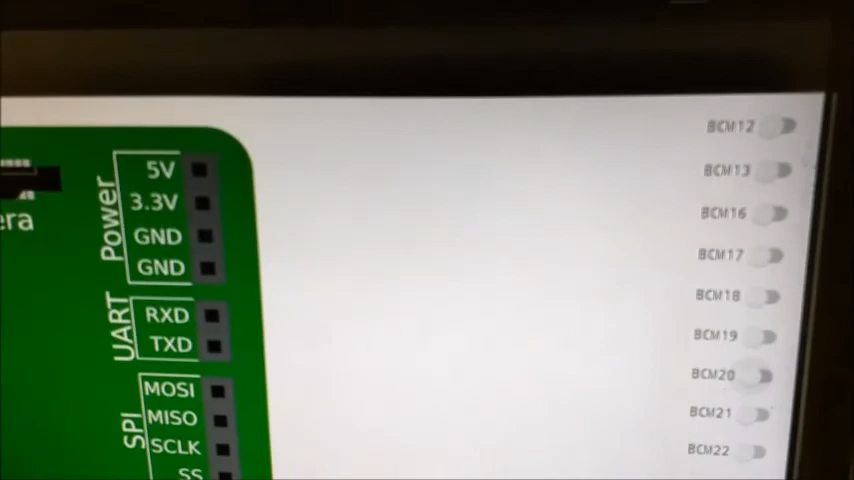 era
Power
5V
3.3V
GND
GND
UART
RXD
TXD
SPI
MOSI
MISO
SCLK
SS
BCM12
BCM13
BCM16
BCM17
BCM18
BCM19
BCM20
BCM21
BCM22